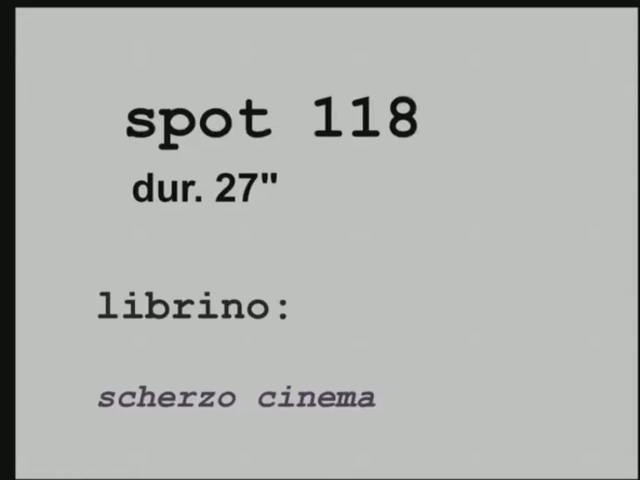 spot 118
dur. 27"
librino:
scherzo cinema